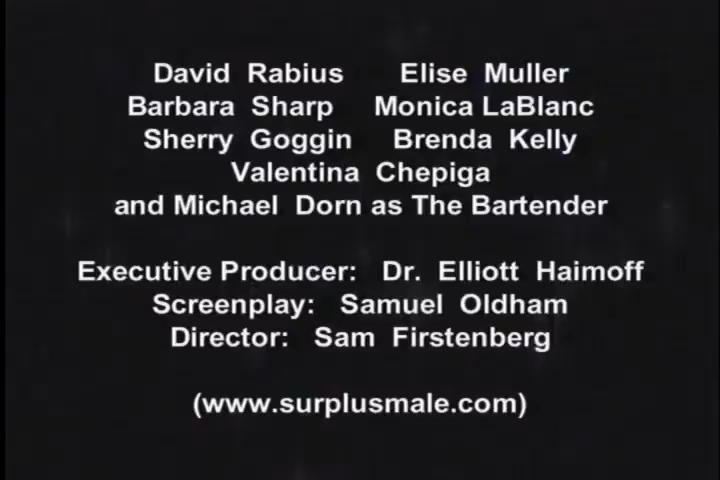 David Rabius Elise Muller
Barbara Sharp Monica LaBlanc
Sherry Goggin Brenda Kelly
Valentina Chepiga
and Michael Dorn as The Bartender
Executive Producer: Dr. Elliott Haimoff
Screenplay: Samuel Oldham
Director: Sam Firstenberg
(www.surplusmale.com)